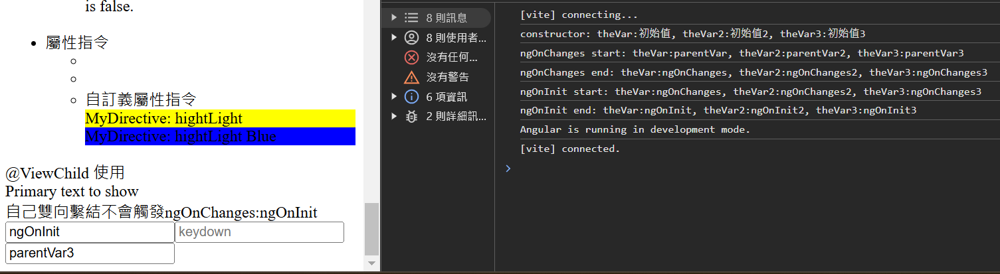 is false.
屬性指令
自訂義屬性指令
MyDirective: hightLight
MyDirective: hightLight Blue
@ViewChild 使用
Primary text to show
自己雙向繫結不會觸發ngOnChanges:ngOnInit
ngOnInit
keydown
parentVar3
8 則訊息
8 則使用者...
沒有任何...
沒有警告
6 項資訊
2 則詳細訊...
[vite] connecting...
constructor: theVar:初始值, theVar2:初始值2, theVar3:初始值3
ngOnChanges start: theVar:parentVar, theVar2:parentVar2, theVar3:parentVar3
ngOnChanges end: theVar:ngOnChanges, theVar2:ngOnChanges2, theVar3:ngOnChanges3
ngOnInit start: theVar:ngOnChanges, theVar2:ngOnChanges2, theVar3:ngOnChanges3
ngOnInit end: theVar:ngOnInit, theVar2:ngOnInit2, theVar3:ngOnInit3
Angular is running in development mode.
[vite] connected.